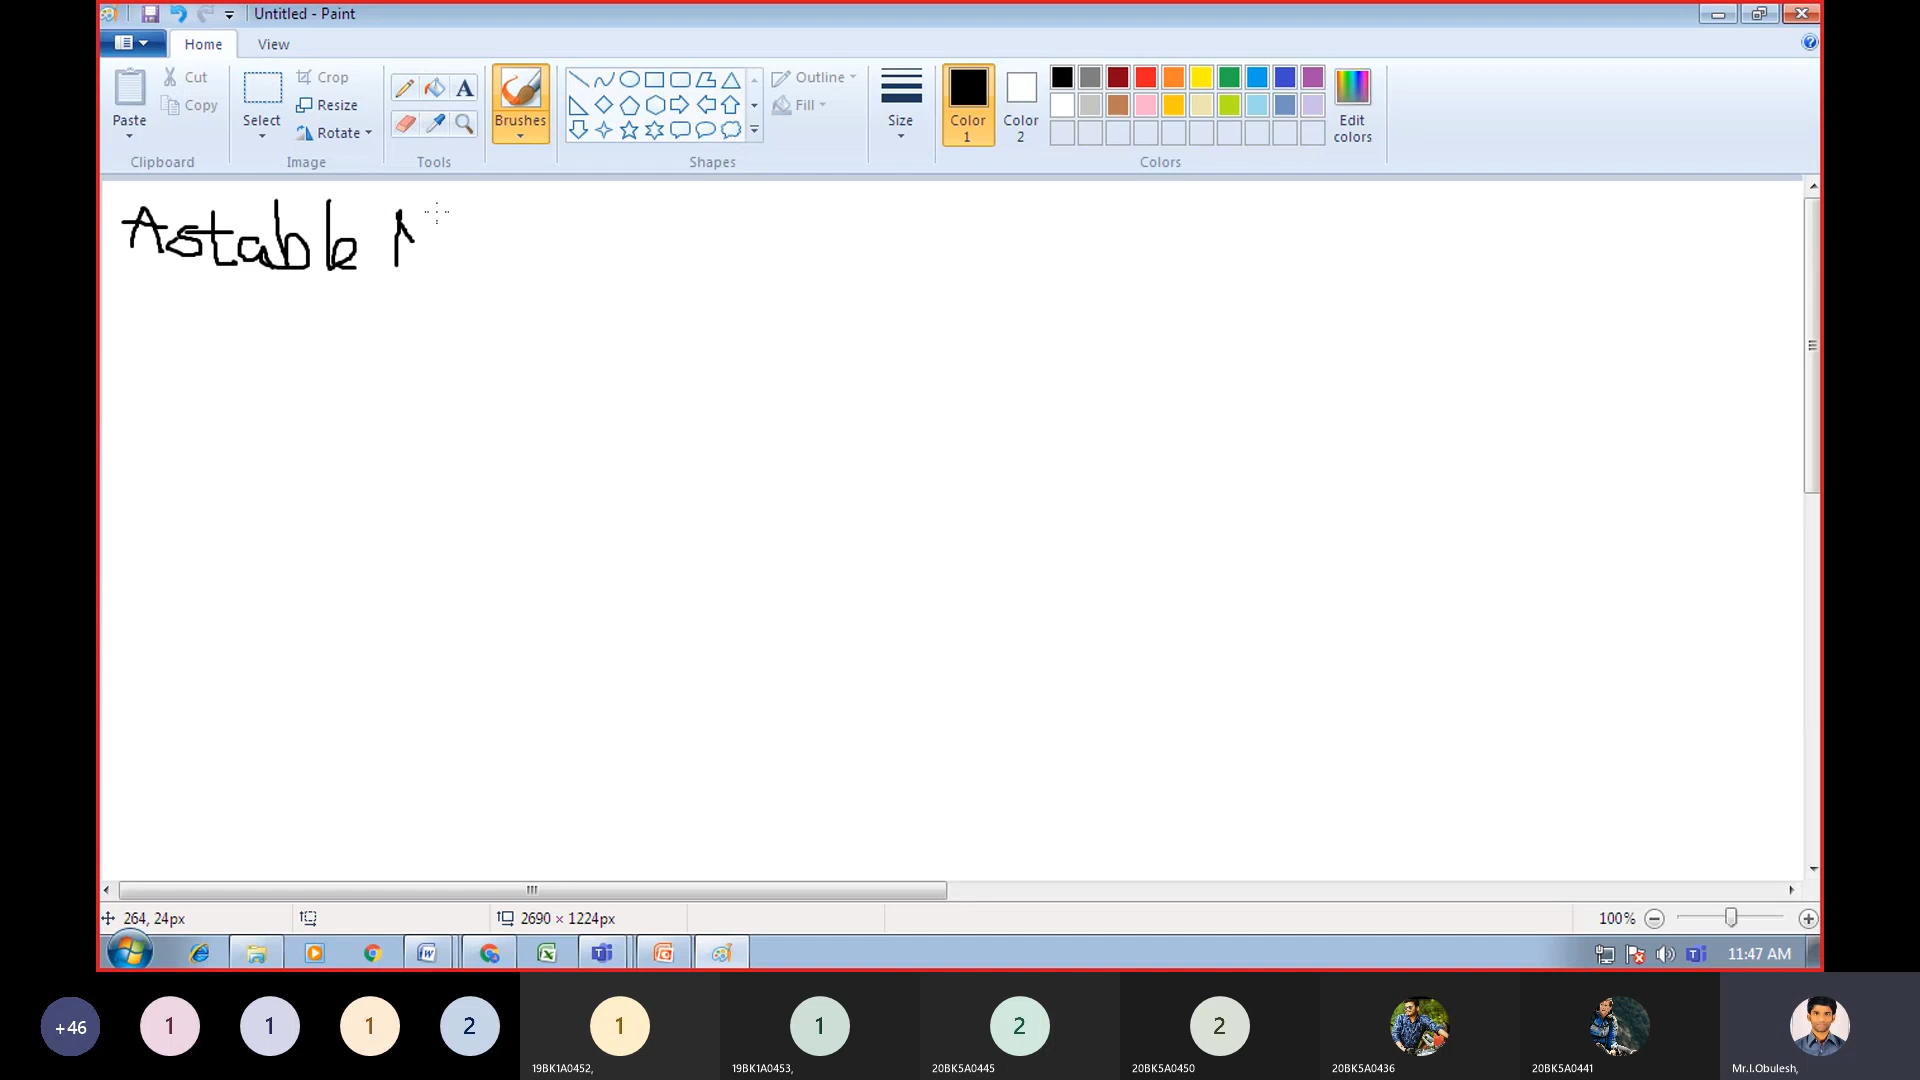 Untitled - Paint
Home View
Paste Cut Copy Clipboard
Select Crop Resize Rotate Image
Tools
Brushes
Shapes Outline Fill
Size
Color 1 Color 2 Edit colors Colors
Astable
264, 24px 2690 × 1224px 100%
11:47 AM
+46 1 1 1 2 1 1 2 2
19BK1A0452, 19BK1A0453, 20BK5A0445 20BK5A0450 20BK5A0436 20BK5A0441 Mr.I.Obulesh,